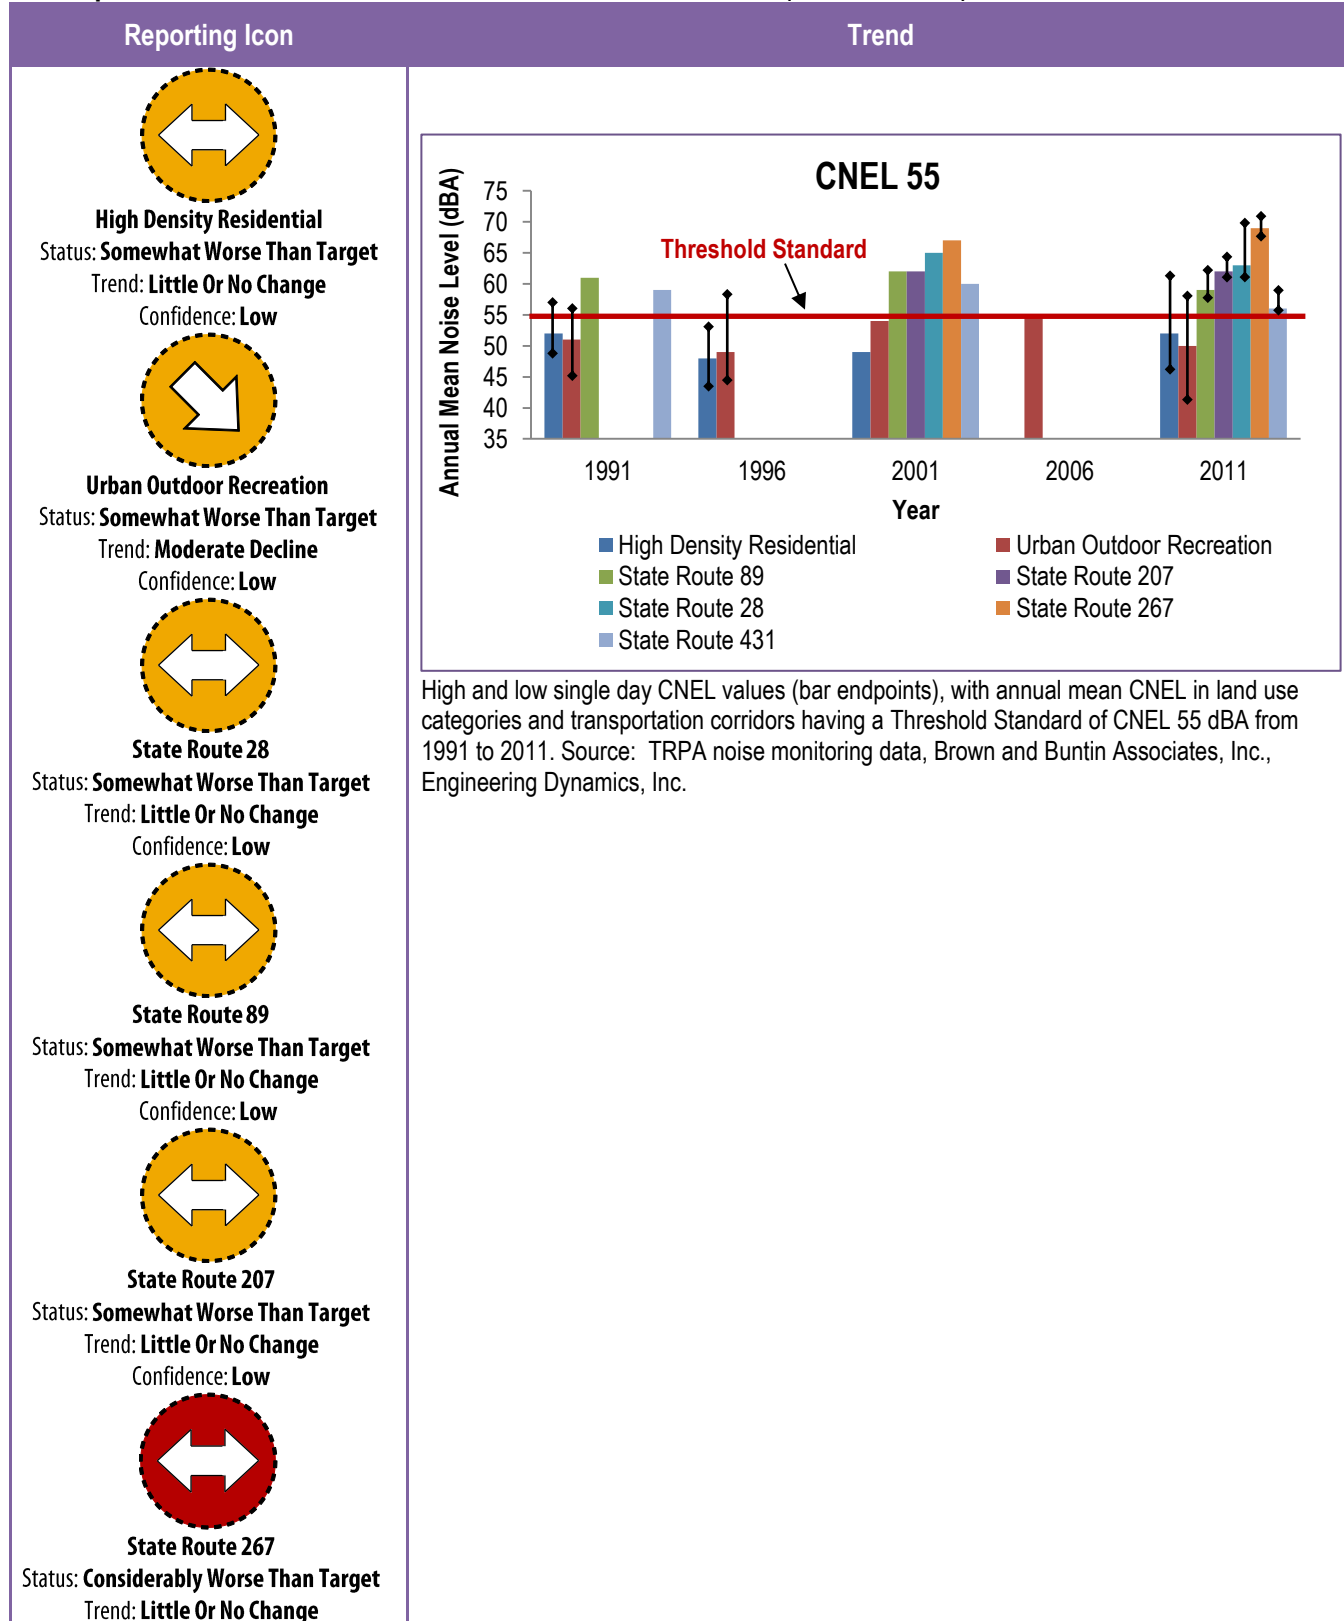 Reporting Icon
Trend
High Density Residential
Status: Somewhat Worse Than Target
Trend: Little Or No Change
Confidence: Low
Urban Outdoor Recreation
Status: Somewhat Worse Than Target
Trend: Moderate Decline
Confidence: Low
State Route 28
Status: Somewhat Worse Than Target
Trend: Little Or No Change
Confidence: Low
State Route 89
Status: Somewhat Worse Than Target
Trend: Little Or No Change
Confidence: Low
State Route 207
Status: Somewhat Worse Than Target
Trend: Little Or No Change
Confidence: Low
State Route 267
Status: Considerably Worse Than Target
Trend: Little Or No Change
CNEL 55
Annual Mean Noise Level (dBA)
75
70
65
60
55
50
45
40
35
Threshold Standard
1991 1996 2001 2006 2011
Year
High Density Residential
Urban Outdoor Recreation
State Route 89
State Route 207
State Route 28
State Route 267
State Route 431
High and low single day CNEL values (bar endpoints), with annual mean CNEL in land use
categories and transportation corridors having a Threshold Standard of CNEL 55 dBA from
1991 to 2011. Source: TRPA noise monitoring data, Brown and Buntin Associates, Inc.,
Engineering Dynamics, Inc.